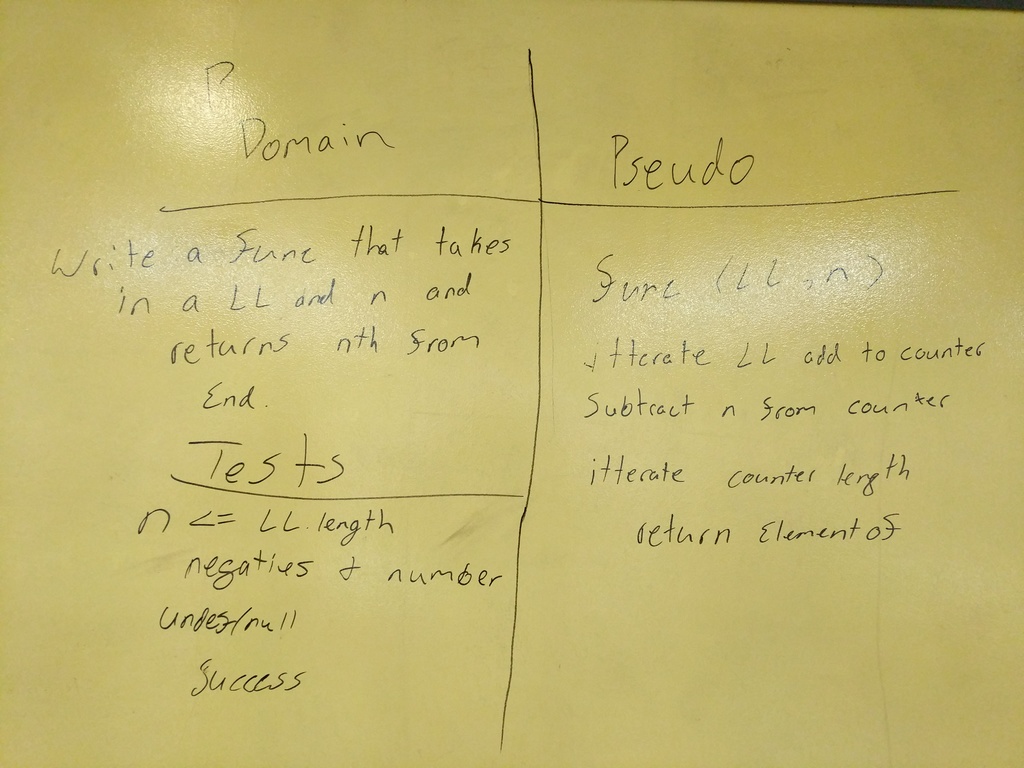 P
Domain
Write a func that takes
in a LL and n and
returns nth from
End.
Tests
n <= LL.length
negatives & number
undef/null
Success
Pseudo
func (LL, n)
itterate LL add to counter
Subtract n from counter
itterate counter length
return Element of